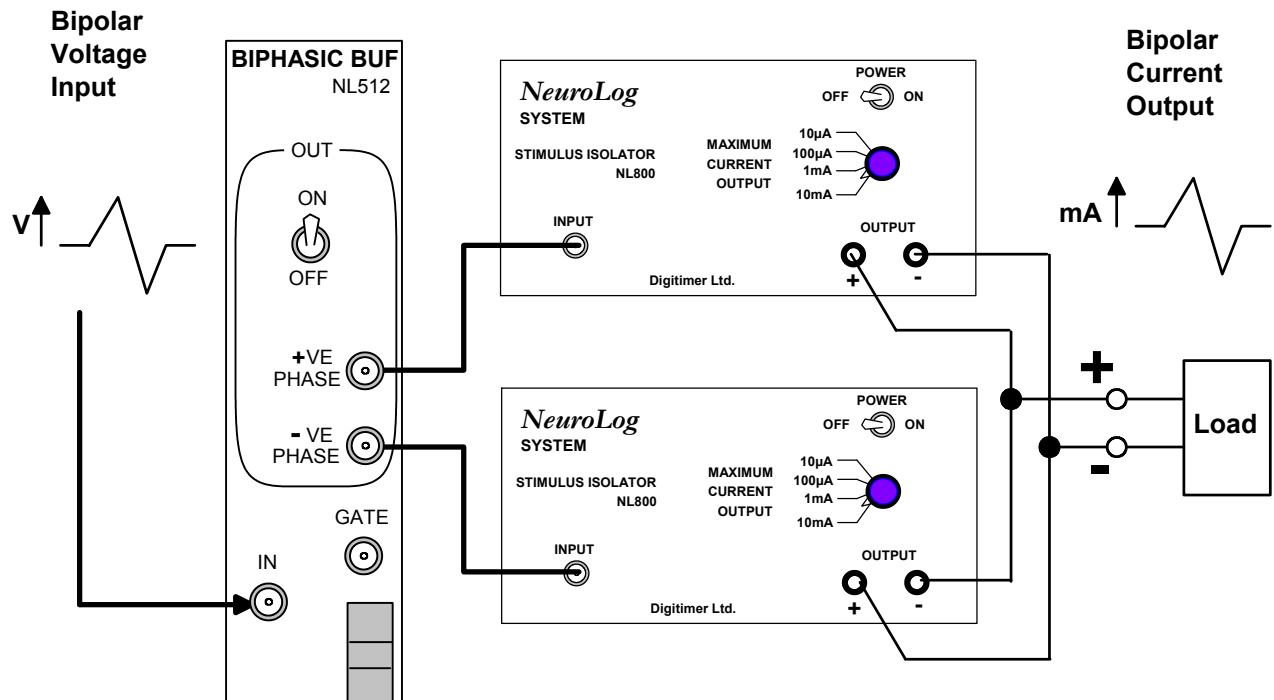 Bipolar
Voltage
Input
V
BIPHASIC BUF
NL512
OUT
ON
OFF
+VE
PHASE
- VE
PHASE
GATE
IN
NeuroLog
SYSTEM
STIMULUS ISOLATOR
NL800
POWER
OFF ON
MAXIMUM
CURRENT
OUTPUT
10µA
100µA
1mA
10mA
INPUT
OUTPUT
+ -
Digitimer Ltd.
NeuroLog
SYSTEM
STIMULUS ISOLATOR
NL800
POWER
OFF ON
MAXIMUM
CURRENT
OUTPUT
10µA
100µA
1mA
10mA
INPUT
OUTPUT
+ -
Digitimer Ltd.
Bipolar
Current
Output
mA
+
-
Load